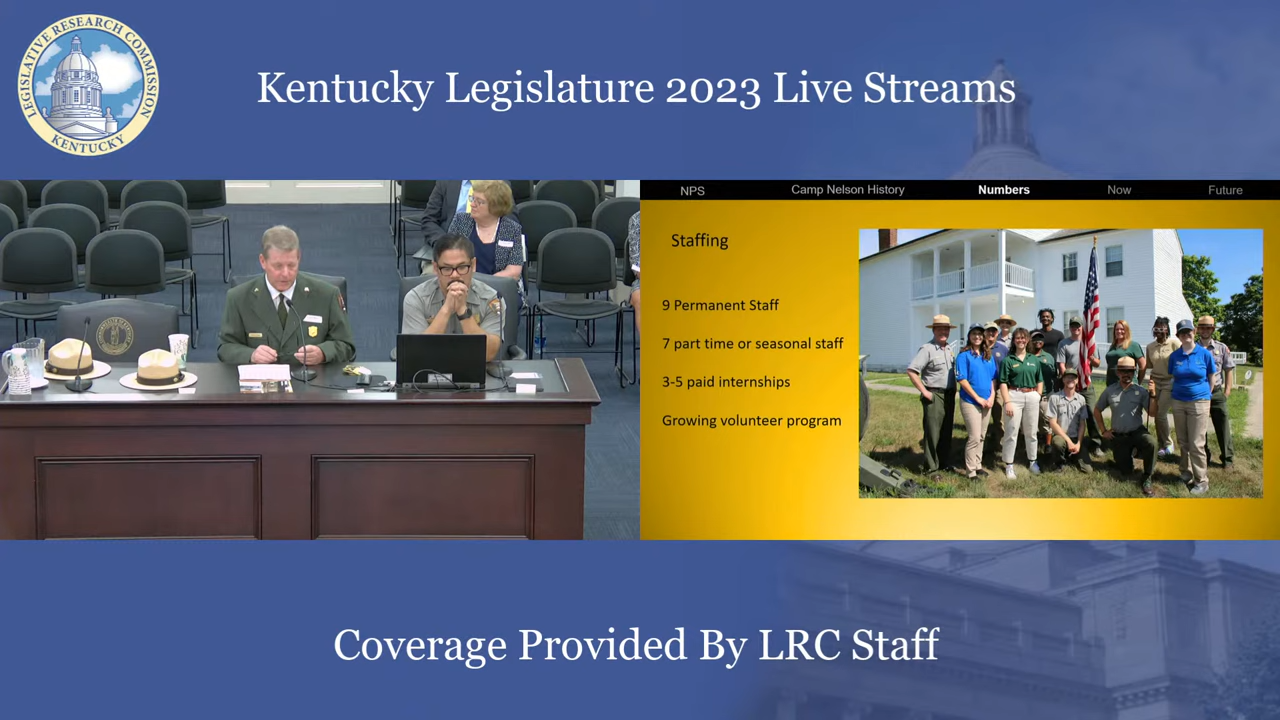 LEGISLATIVE RESEARCH COMMISSION
KENTUCKY
Kentucky Legislature 2023 Live Streams
NPS Camp Nelson History Numbers Now Future
Staffing
9 Permanent Staff
7 part time or seasonal staff
3-5 paid internships
Growing volunteer program
Coverage Provided By LRC Staff